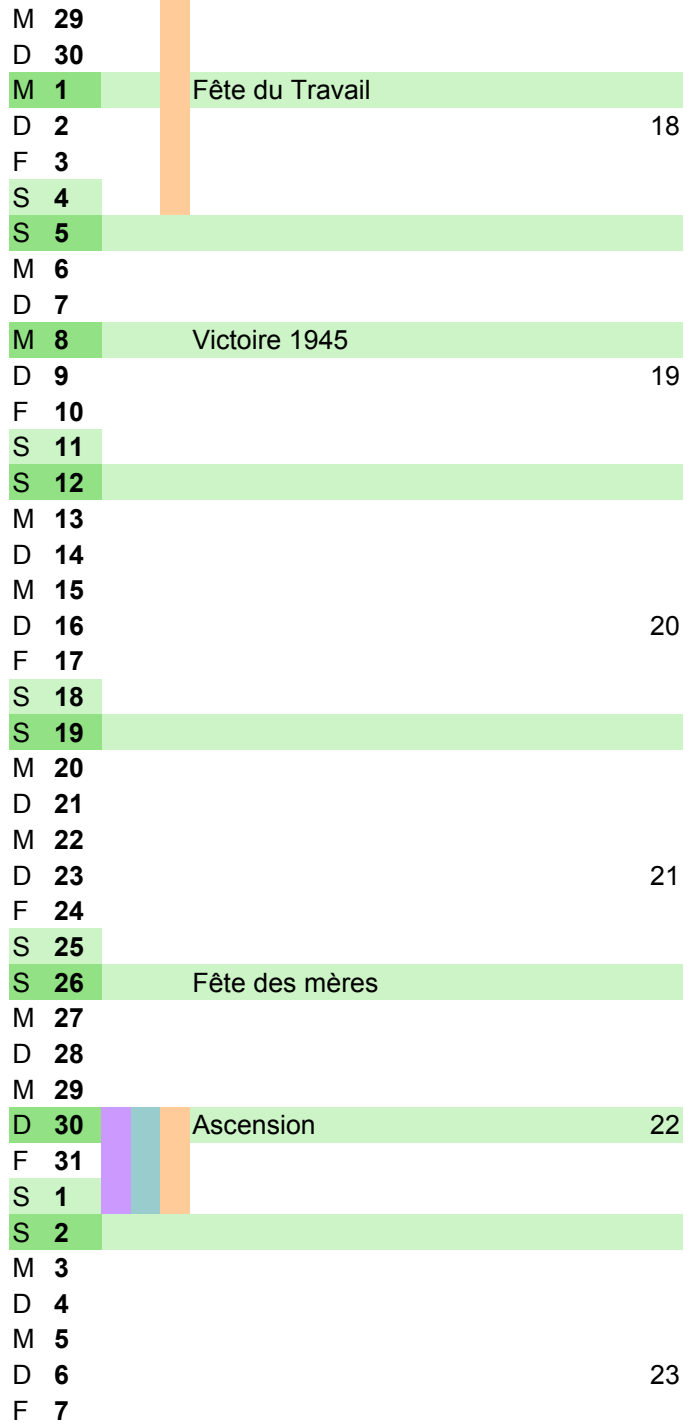 M 29
D 30
M 1 Fête du Travail
D 2 18
F 3
S 4
S 5
M 6
D 7
M 8 Victoire 1945
D 9 19
F 10
S 11
S 12
M 13
D 14
M 15
D 16 20
F 17
S 18
S 19
M 20
D 21
M 22
D 23 21
F 24
S 25
S 26 Fête des mères
M 27
D 28
M 29
D 30 Ascension 22
F 31
S 1
S 2
M 3
D 4
M 5
D 6 23
F 7